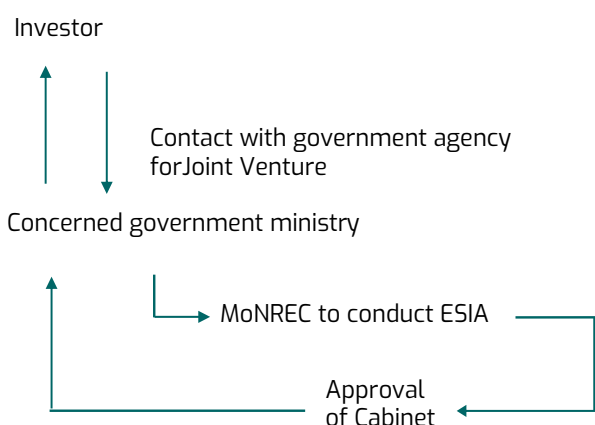 Investor
Contact with government agency
forJoint Venture
Concerned government ministry
MoNREC to conduct ESIA
Approval
of Cabinet